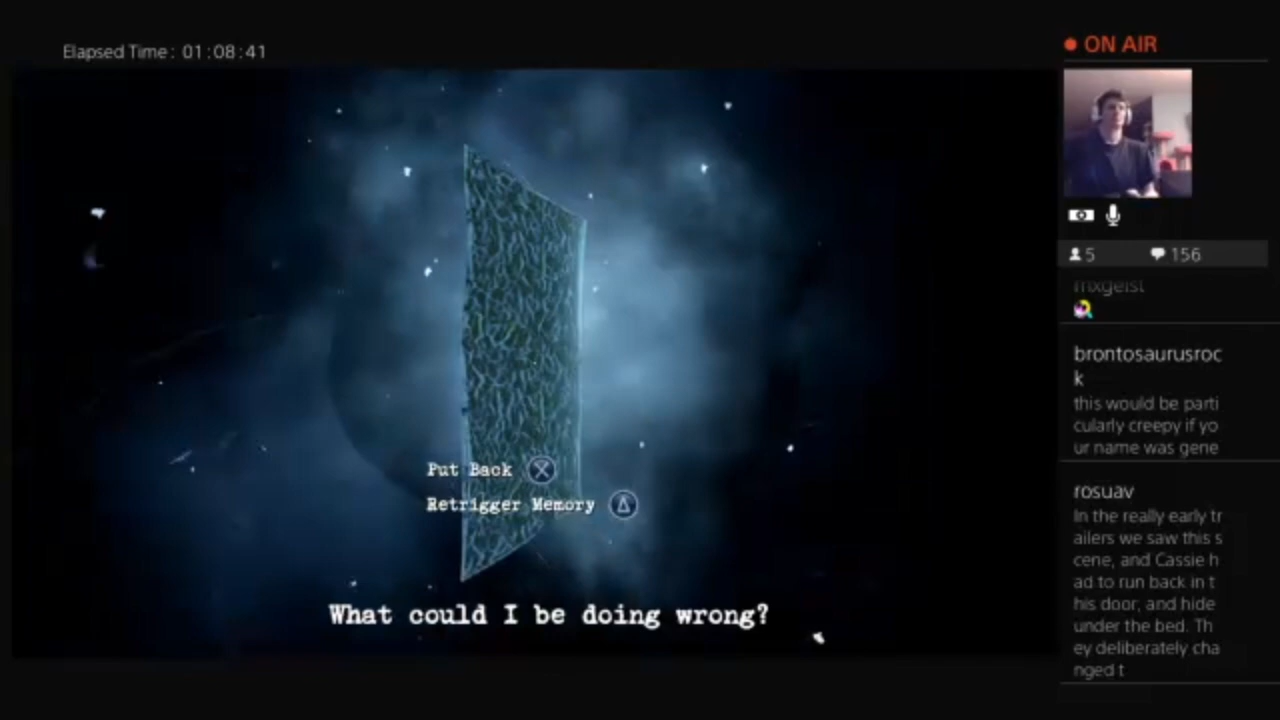 Elapsed Time: 01:08:41
ON AIR
5 156
mxgeist
brontosaurusroc
k
this would be parti
cularly creepy if yo
ur name was gene
rosuav
In the really early tr
ailers we saw this s
cene, and Cassie h
ad to run back in t
his door, and hide
under the bed. Th
ey deliberately cha
nged t
Put Back
Retrigger Memory
What could I be doing wrong?